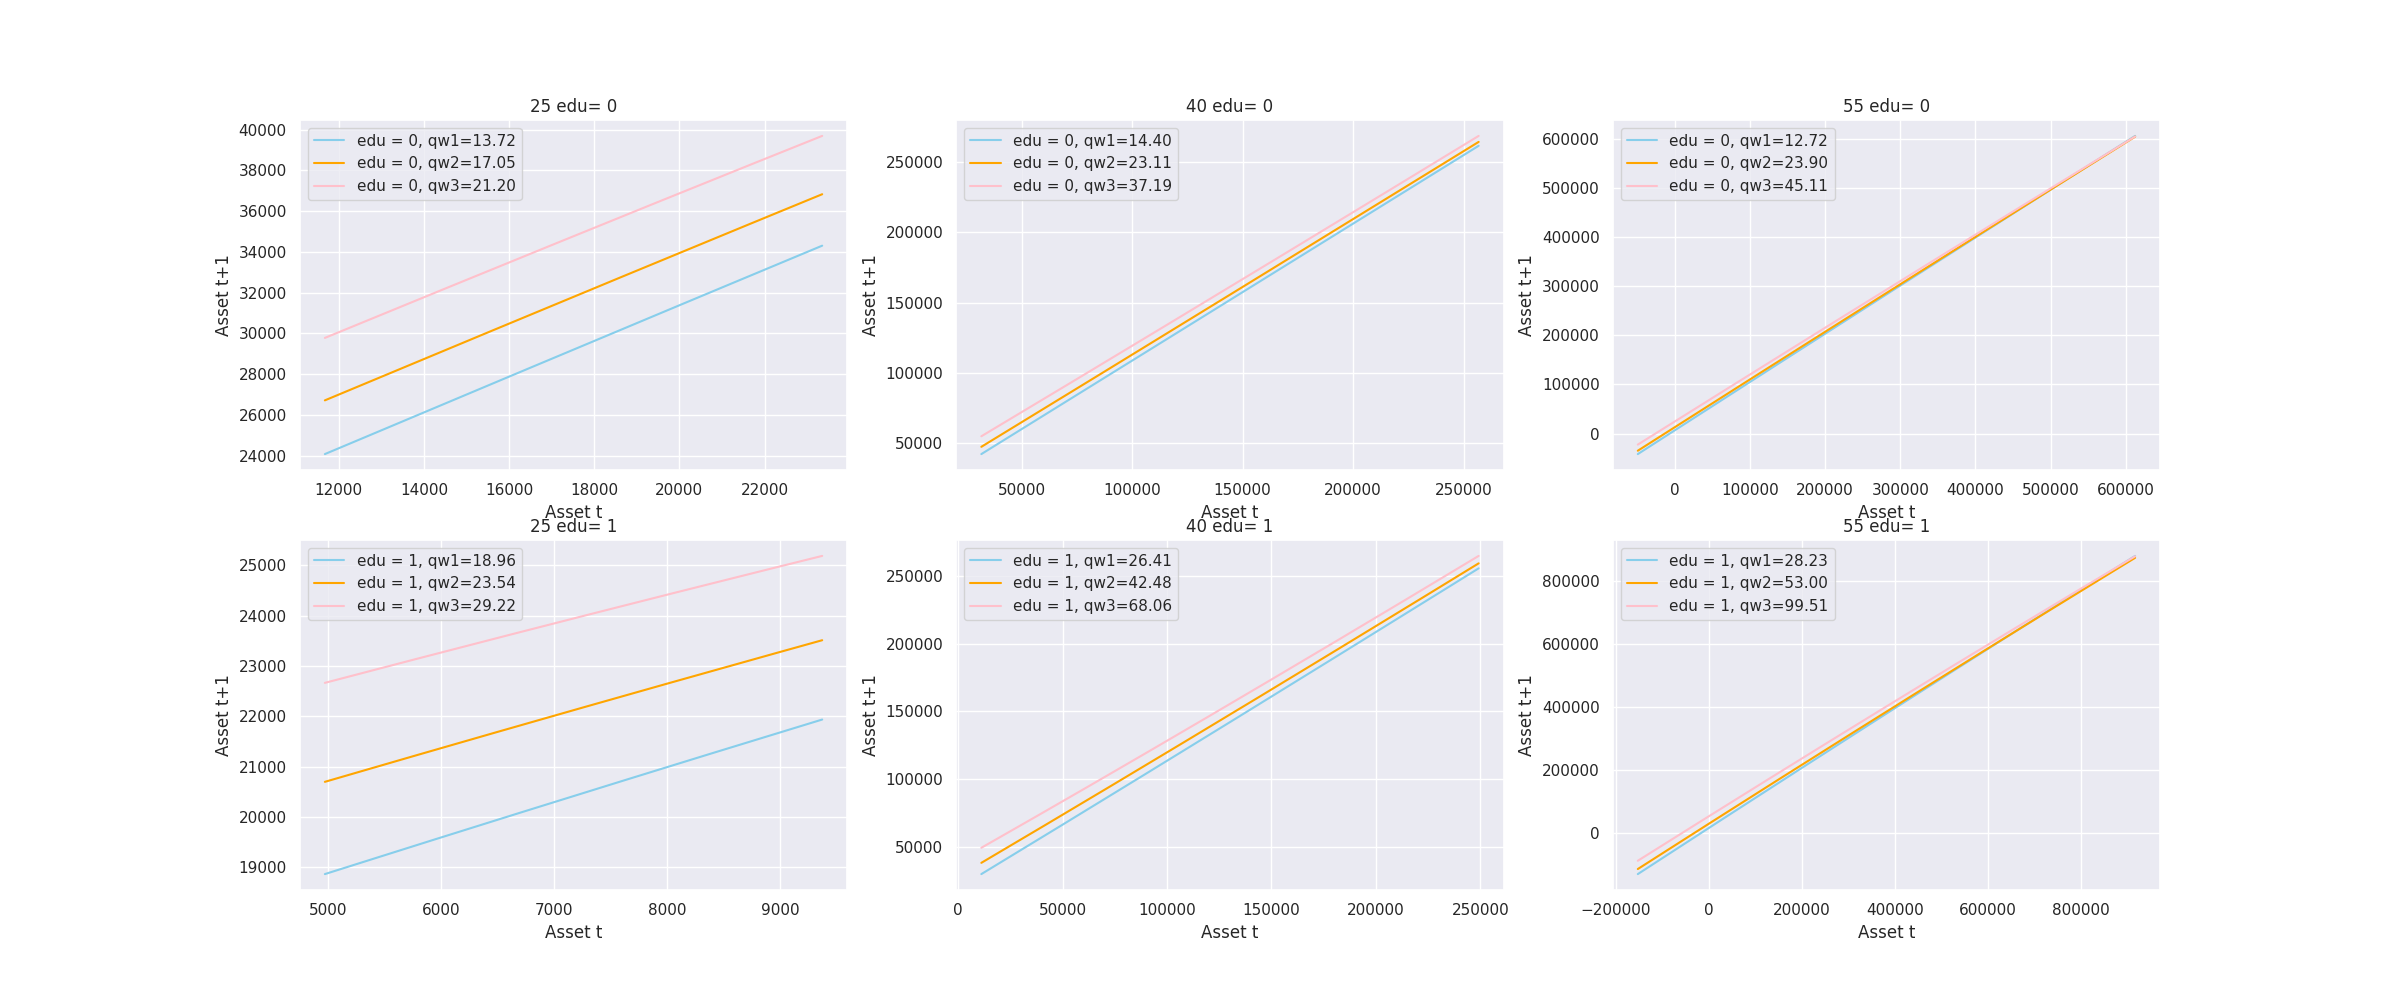 25 edu= 0
edu = 0, qw1=13.72
edu = 0, qw2=17.05
edu = 0, qw3=21.20
40000
38000
36000
34000
32000
30000
28000
26000
24000
Asset t+1
12000 14000 16000 18000 20000 22000
Asset t
40 edu= 0
edu = 0, qw1=14.40
edu = 0, qw2=23.11
edu = 0, qw3=37.19
250000
200000
150000
100000
50000
Asset t+1
50000 100000 150000 200000 250000
Asset t
55 edu= 0
edu = 0, qw1=12.72
edu = 0, qw2=23.90
edu = 0, qw3=45.11
600000
500000
400000
300000
200000
100000
0
Asset t+1
0 100000 200000 300000 400000 500000 600000
Asset t
25 edu= 1
edu = 1, qw1=18.96
edu = 1, qw2=23.54
edu = 1, qw3=29.22
25000
24000
23000
22000
21000
20000
19000
Asset t+1
5000 6000 7000 8000 9000
Asset t
40 edu= 1
edu = 1, qw1=26.41
edu = 1, qw2=42.48
edu = 1, qw3=68.06
250000
200000
150000
100000
50000
Asset t+1
0 50000 100000 150000 200000 250000
Asset t
55 edu= 1
edu = 1, qw1=28.23
edu = 1, qw2=53.00
edu = 1, qw3=99.51
800000
600000
400000
200000
0
Asset t+1
−200000 0 200000 400000 600000 800000
Asset t